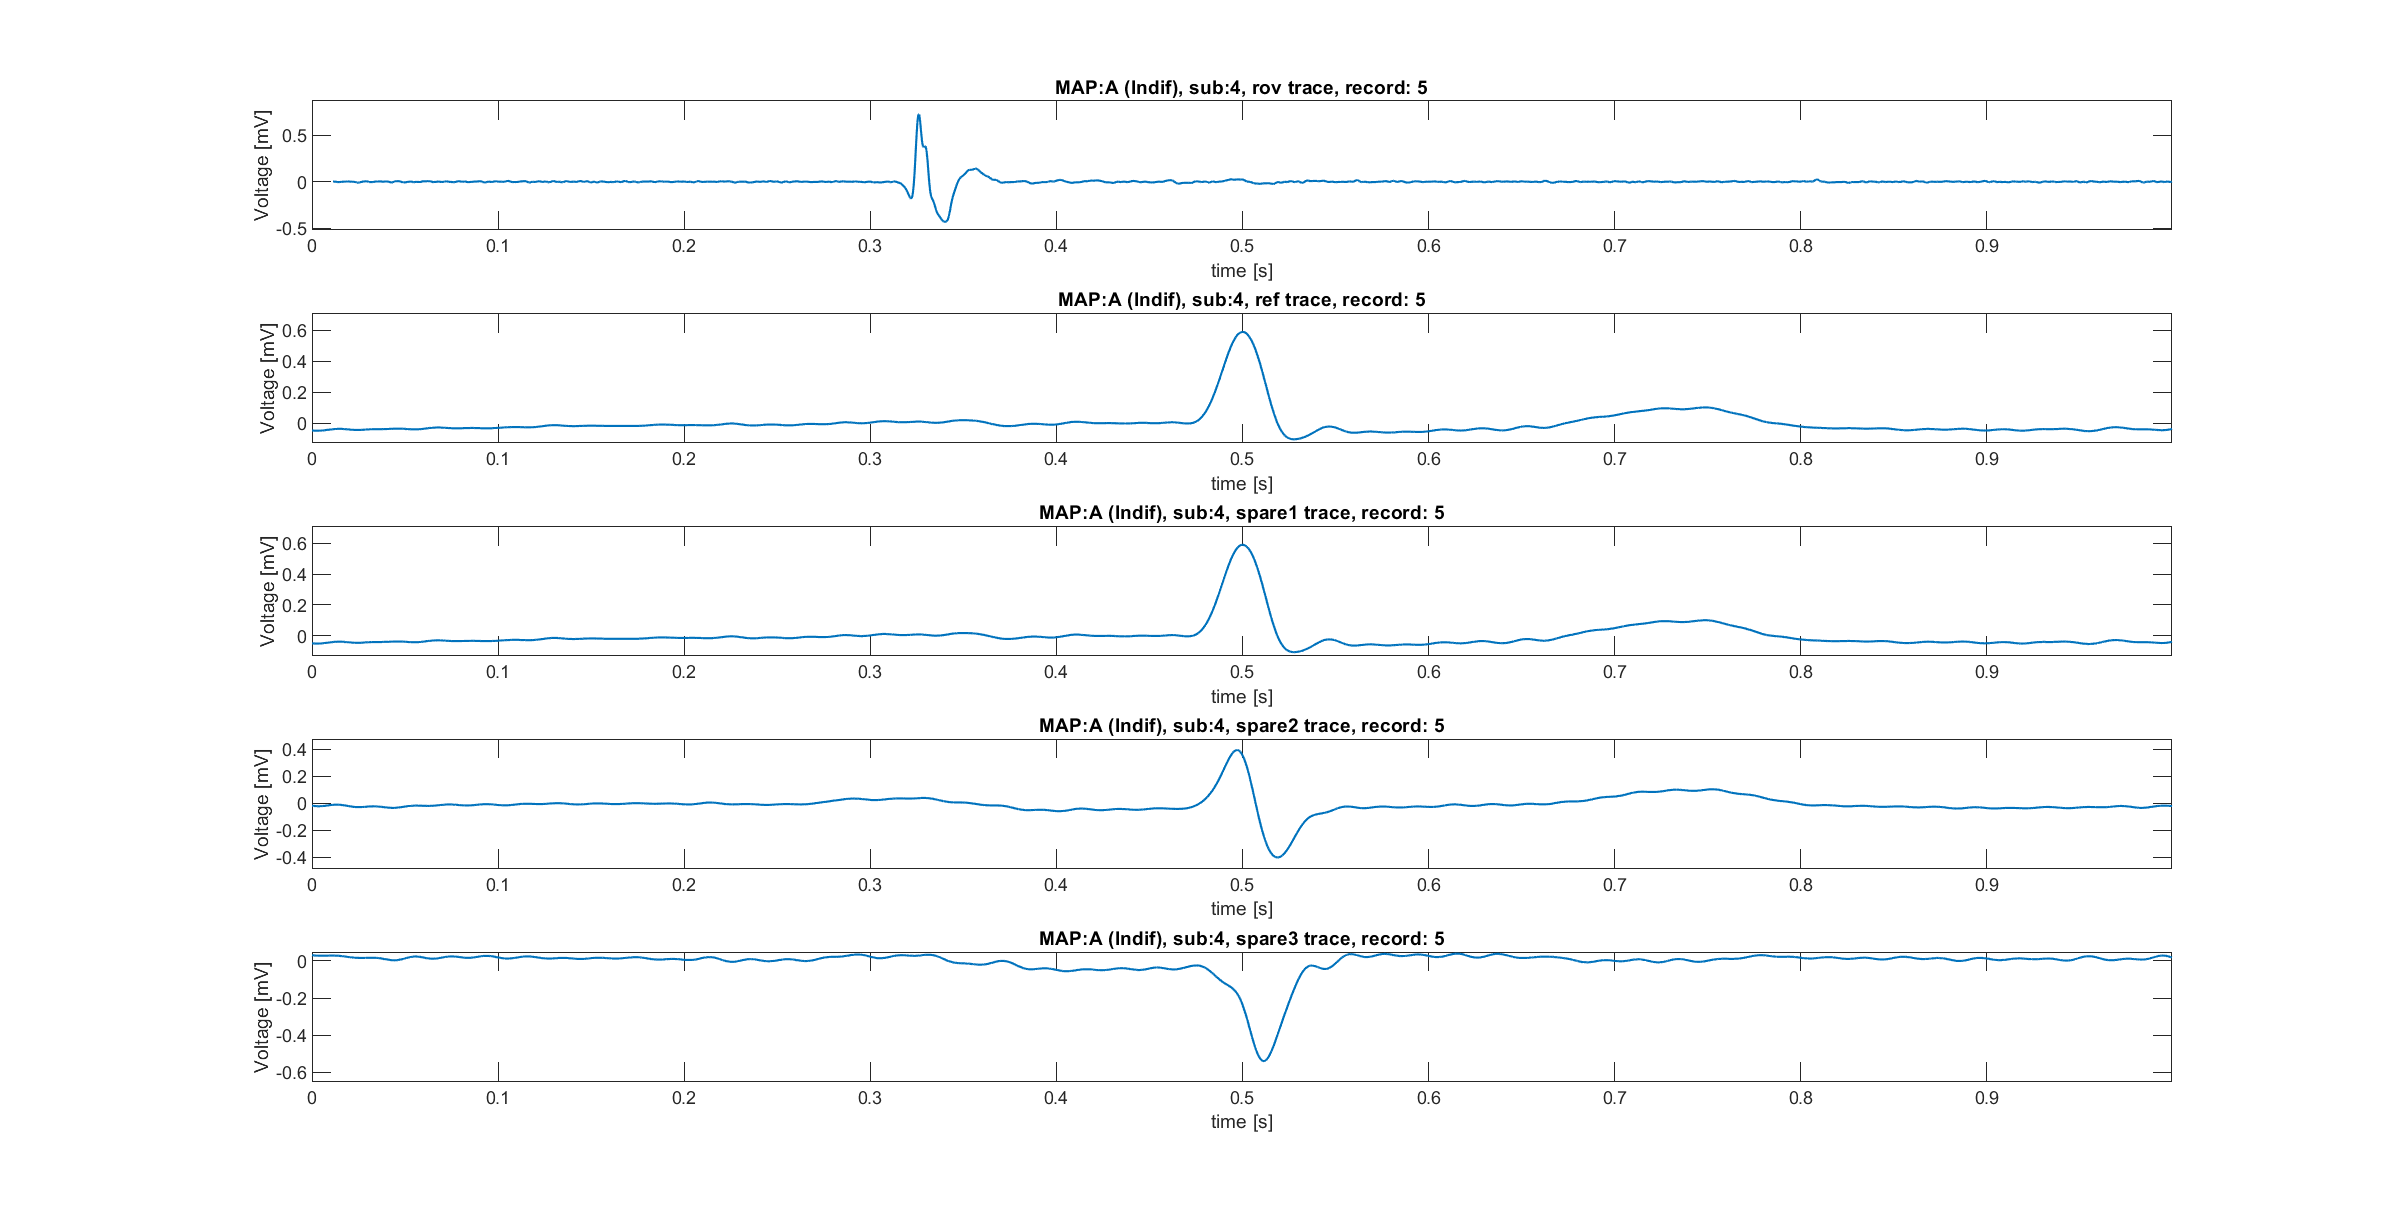 MAP:A (Indif), sub:4, rov trace, record: 5
Voltage [mV]
0.5
0
-0.5
0 0.1 0.2 0.3 0.4 0.5 0.6 0.7 0.8 0.9
time [s]
MAP:A (Indif), sub:4, ref trace, record: 5
Voltage [mV]
0.6
0.4
0.2
0
0 0.1 0.2 0.3 0.4 0.5 0.6 0.7 0.8 0.9
time [s]
MAP:A (Indif), sub:4, spare1 trace, record: 5
Voltage [mV]
0.6
0.4
0.2
0
0 0.1 0.2 0.3 0.4 0.5 0.6 0.7 0.8 0.9
time [s]
MAP:A (Indif), sub:4, spare2 trace, record: 5
Voltage [mV]
0.4
0.2
0
-0.2
-0.4
0 0.1 0.2 0.3 0.4 0.5 0.6 0.7 0.8 0.9
time [s]
MAP:A (Indif), sub:4, spare3 trace, record: 5
Voltage [mV]
0
-0.2
-0.4
-0.6
0 0.1 0.2 0.3 0.4 0.5 0.6 0.7 0.8 0.9
time [s]